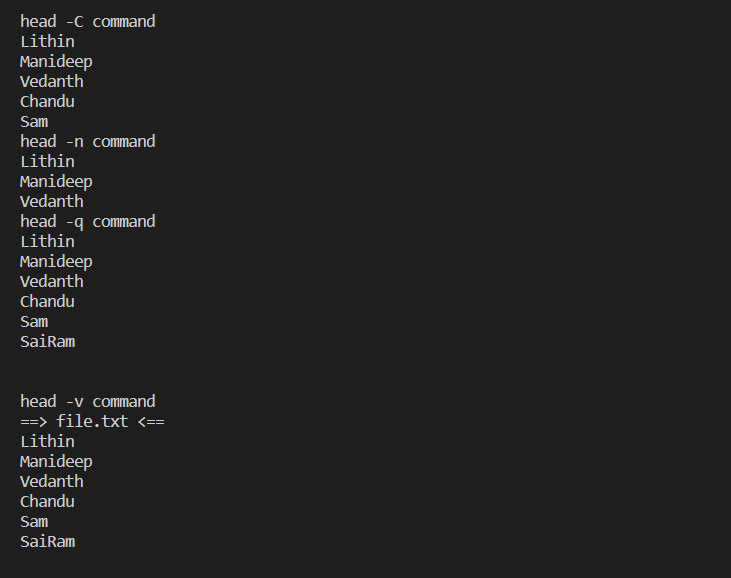 head -C command
Lithin
Manideep
Vedanth
Chandu
Sam
head -n command
Lithin
Manideep
Vedanth
head -q command
Lithin
Manideep
Vedanth
Chandu
Sam
SaiRam
head -v command
==> file.txt <==
Lithin
Manideep
Vedanth
Chandu
Sam
SaiRam